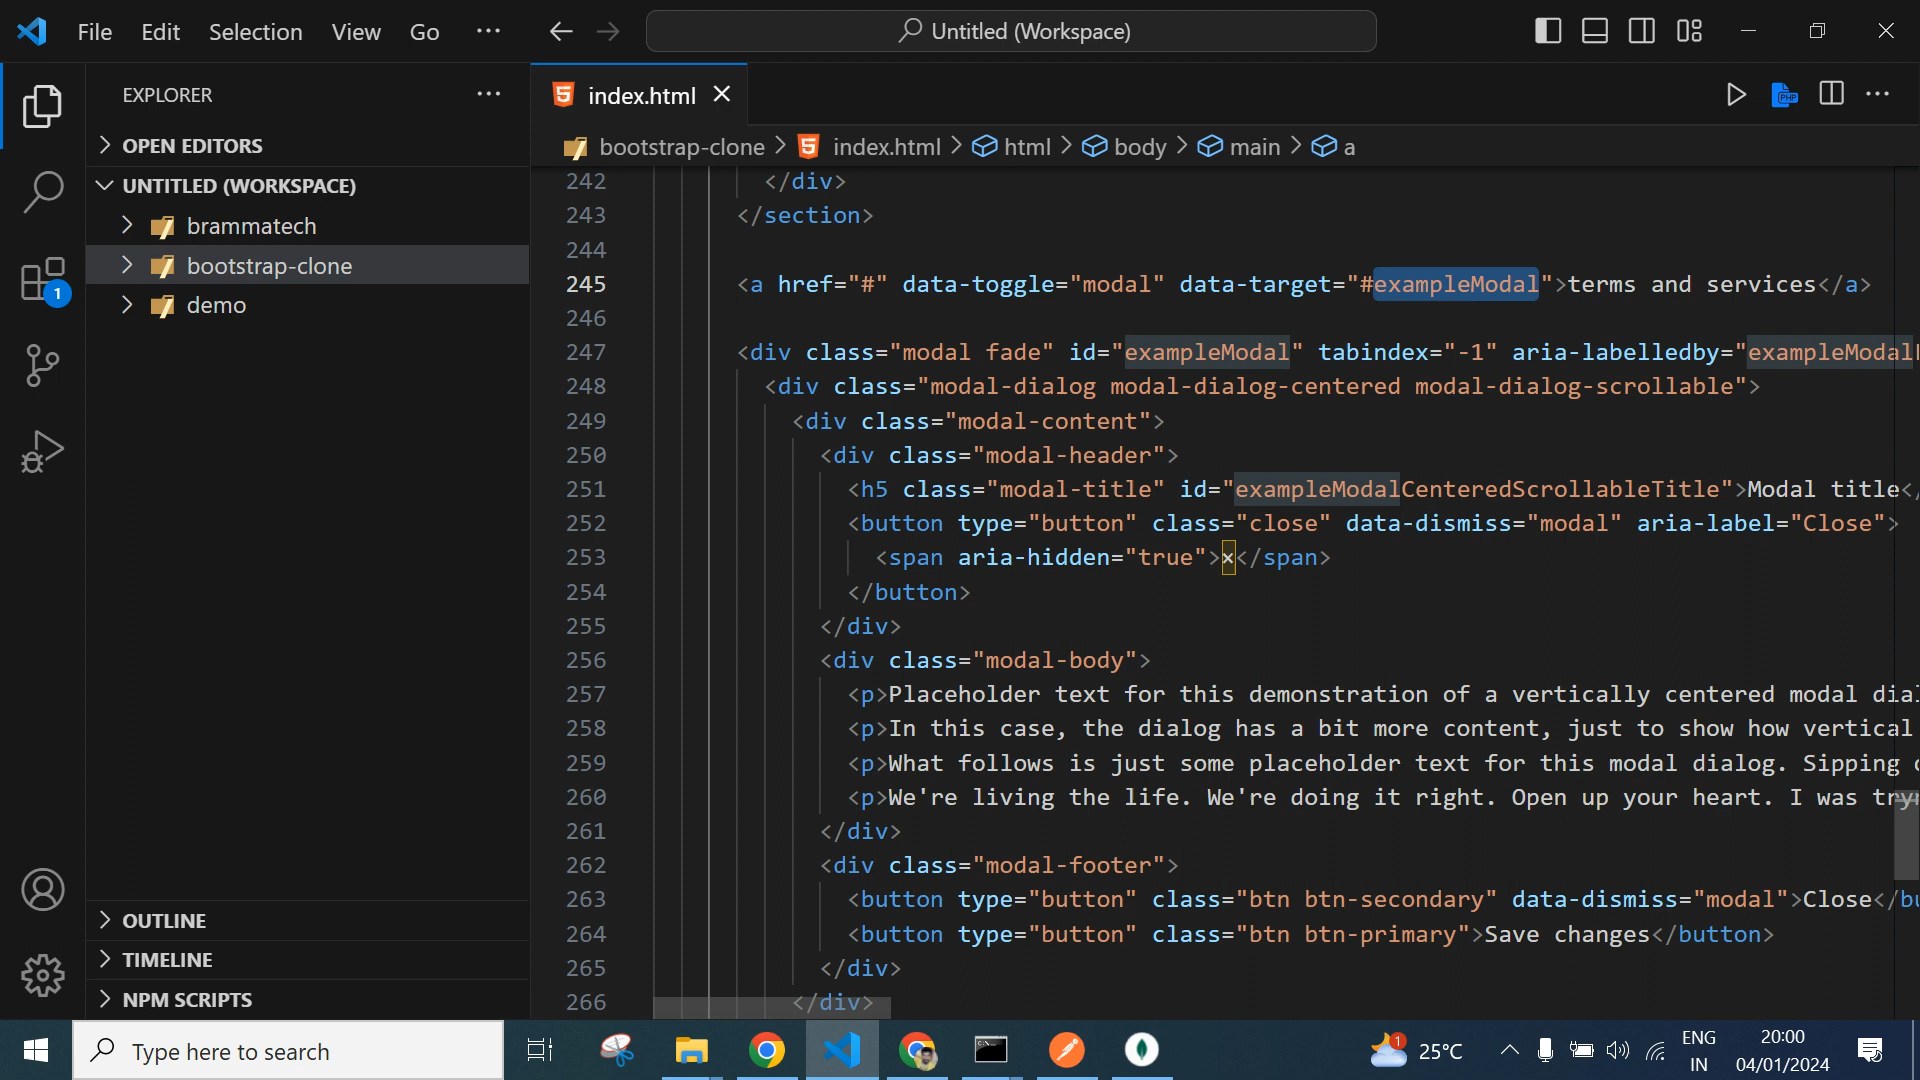 File Edit Selection View Go ···
Untitled (Workspace)
EXPLORER
index.html
OPEN EDITORS
bootstrap-clone > index.html > html > body > main > a
UNTITLED (WORKSPACE)
brammatech
bootstrap-clone
demo
1
242 </div>
243 </section>
244
245 <a href="#" data-toggle="modal" data-target="#exampleModal">terms and services</a>
246
247 <div class="modal fade" id="exampleModal" tabindex="-1" aria-labelledby="exampleModal
248 <div class="modal-dialog modal-dialog-centered modal-dialog-scrollable">
249 <div class="modal-content">
250 <div class="modal-header">
251 <h5 class="modal-title" id="exampleModalCenteredScrollableTitle">Modal title</
252 <button type="button" class="close" data-dismiss="modal" aria-label="Close">
253 <span aria-hidden="true">×</span>
254 </button>
255 </div>
256 <div class="modal-body">
257 <p>Placeholder text for this demonstration of a vertically centered modal dial
258 <p>In this case, the dialog has a bit more content, just to show how vertical
259 <p>What follows is just some placeholder text for this modal dialog. Sipping
260 <p>We're living the life. We're doing it right. Open up your heart. I was tryn
261 </div>
262 <div class="modal-footer">
263 <button type="button" class="btn btn-secondary" data-dismiss="modal">Close</bu
264 <button type="button" class="btn btn-primary">Save changes</button>
265 </div>
266 </div>
OUTLINE
TIMELINE
NPM SCRIPTS
Type here to search
1
25°C
ENG
IN
20:00
04/01/2024